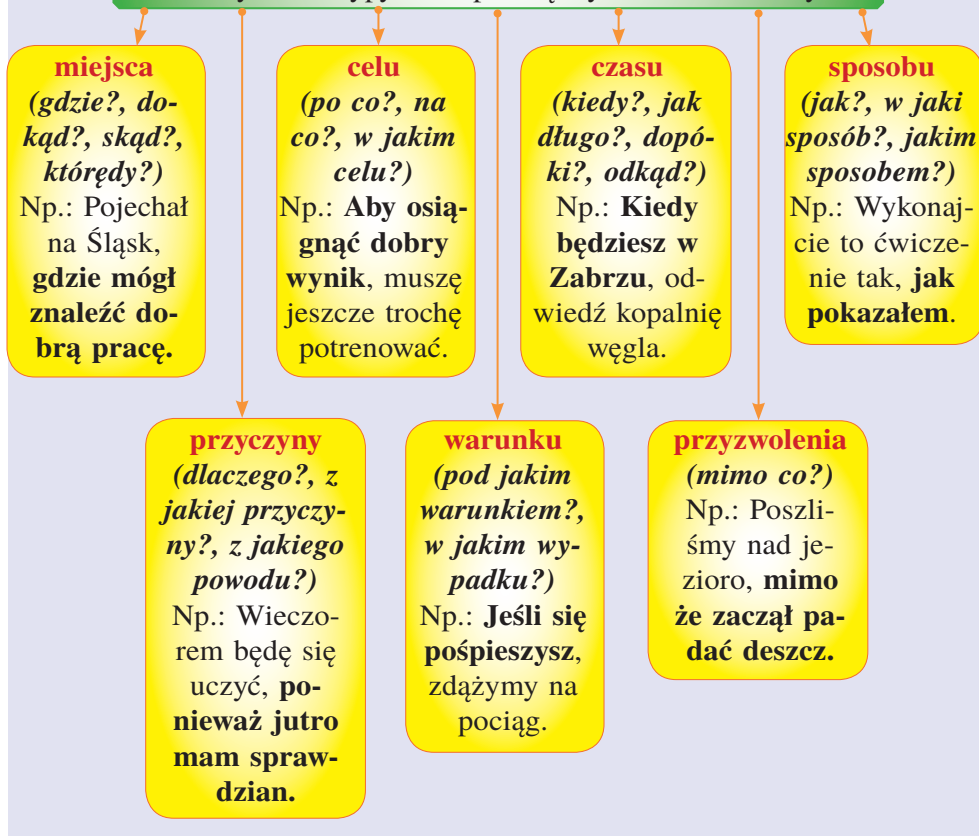 miejsca
(gdzie?, do-
kąd?, skąd?,
którędy?)
Np.: Pojechał
na Śląsk,
gdzie mógł
znaleźć do-
brą pracę.
celu
(po co?, na
co?, w jakim
celu?)
Np.: Aby osią-
gnąć dobry
wynik, muszę
jeszcze trochę
potrenować.
czasu
(kiedy?, jak
długo?, dopó-
ki?, odkąd?)
Np.: Kiedy
będziesz w
Zabrzu, od-
wiedź kopalnię
węgla.
sposobu
(jak?, w jaki
sposób?, jakim
sposobem?)
Np.: Wykonaj-
cie to ćwicze-
nie tak, jak
pokazałem.
przyczyny
(dlaczego?, z
jakiej przyczy-
ny?, z jakiego
powodu?)
Np.: Wieczo-
rem będę się
uczyć, po-
nieważ jutro
mam spraw-
dzian.
warunku
(pod jakim
warunkiem?,
w jakim wy-
padku?)
Np.: Jeśli się
pośpieszysz,
zdążymy na
pociąg.
przyzwolenia
(mimo co?)
Np.: Poszli-
śmy nad je-
zioro, mimo
że zaczął pa-
dać deszcz.